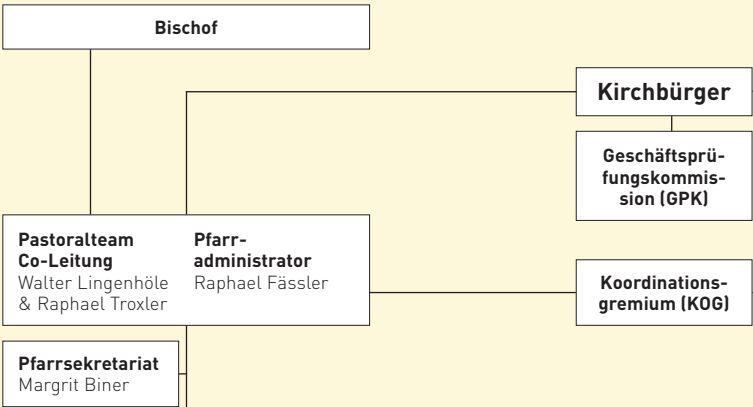 Bischof
Kirchbürger
Geschäftsprü-
fungskommis-
sion (GPK)
Pastoralteam
Co-Leitung
Walter Lingenhöle
& Raphael Troxler
Pfarr-
administrator
Raphael Fässler
Koordinations-
gremium (KOG)
Pfarrsekretariat
Margrit Biner